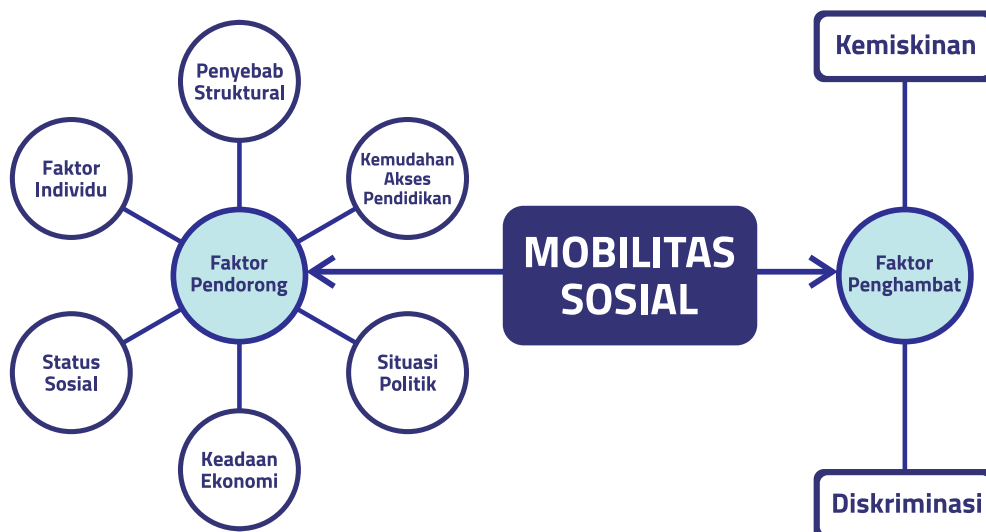 Penyebab
Struktural
Faktor
Individu
Kemudahan
Akses
Pendidikan
Faktor
Pendorong
Status
Sosial
Situasi
Politik
Keadaan
Ekonomi
MOBILITAS
SOSIAL
Kemiskinan
Faktor
Penghambat
Diskriminasi